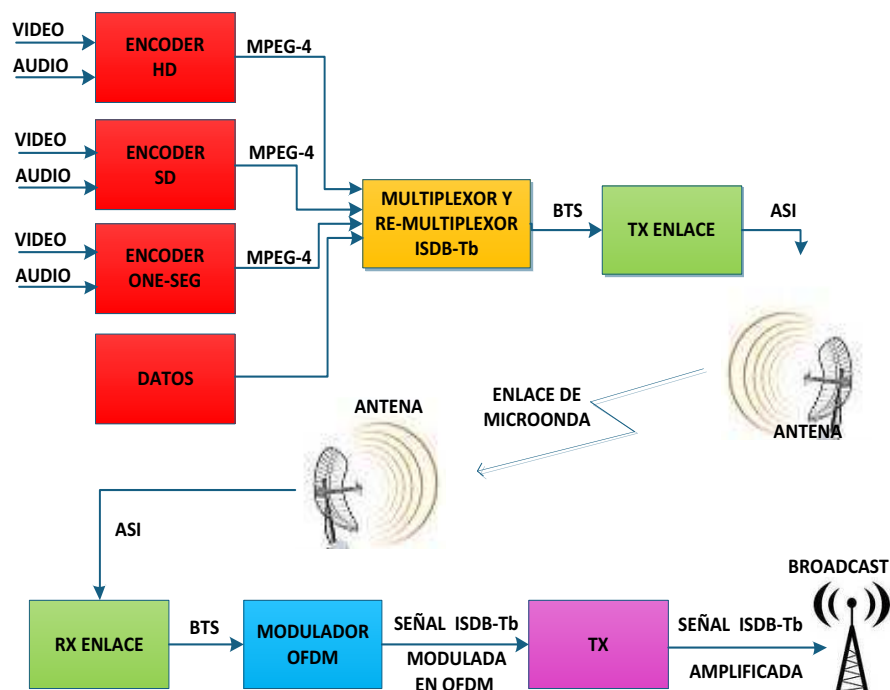 VIDEO
AUDIO
ENCODER
HD
MPEG-4
VIDEO
AUDIO
ENCODER
SD
MPEG-4
VIDEO
AUDIO
ENCODER
ONE-SEG
MPEG-4
DATOS
MULTIPLEXOR Y
RE-MULTIPLEXOR
ISDB-Tb
BTS
TX ENLACE
ASI
ANTENA
ENLACE DE
MICROONDA
ANTENA
ASI
RX ENLACE
BTS
MODULADOR
OFDM
SEÑAL ISDB-Tb
MODULADA
EN OFDM
TX
SEÑAL ISDB-Tb
AMPLIFICADA
BROADCAST